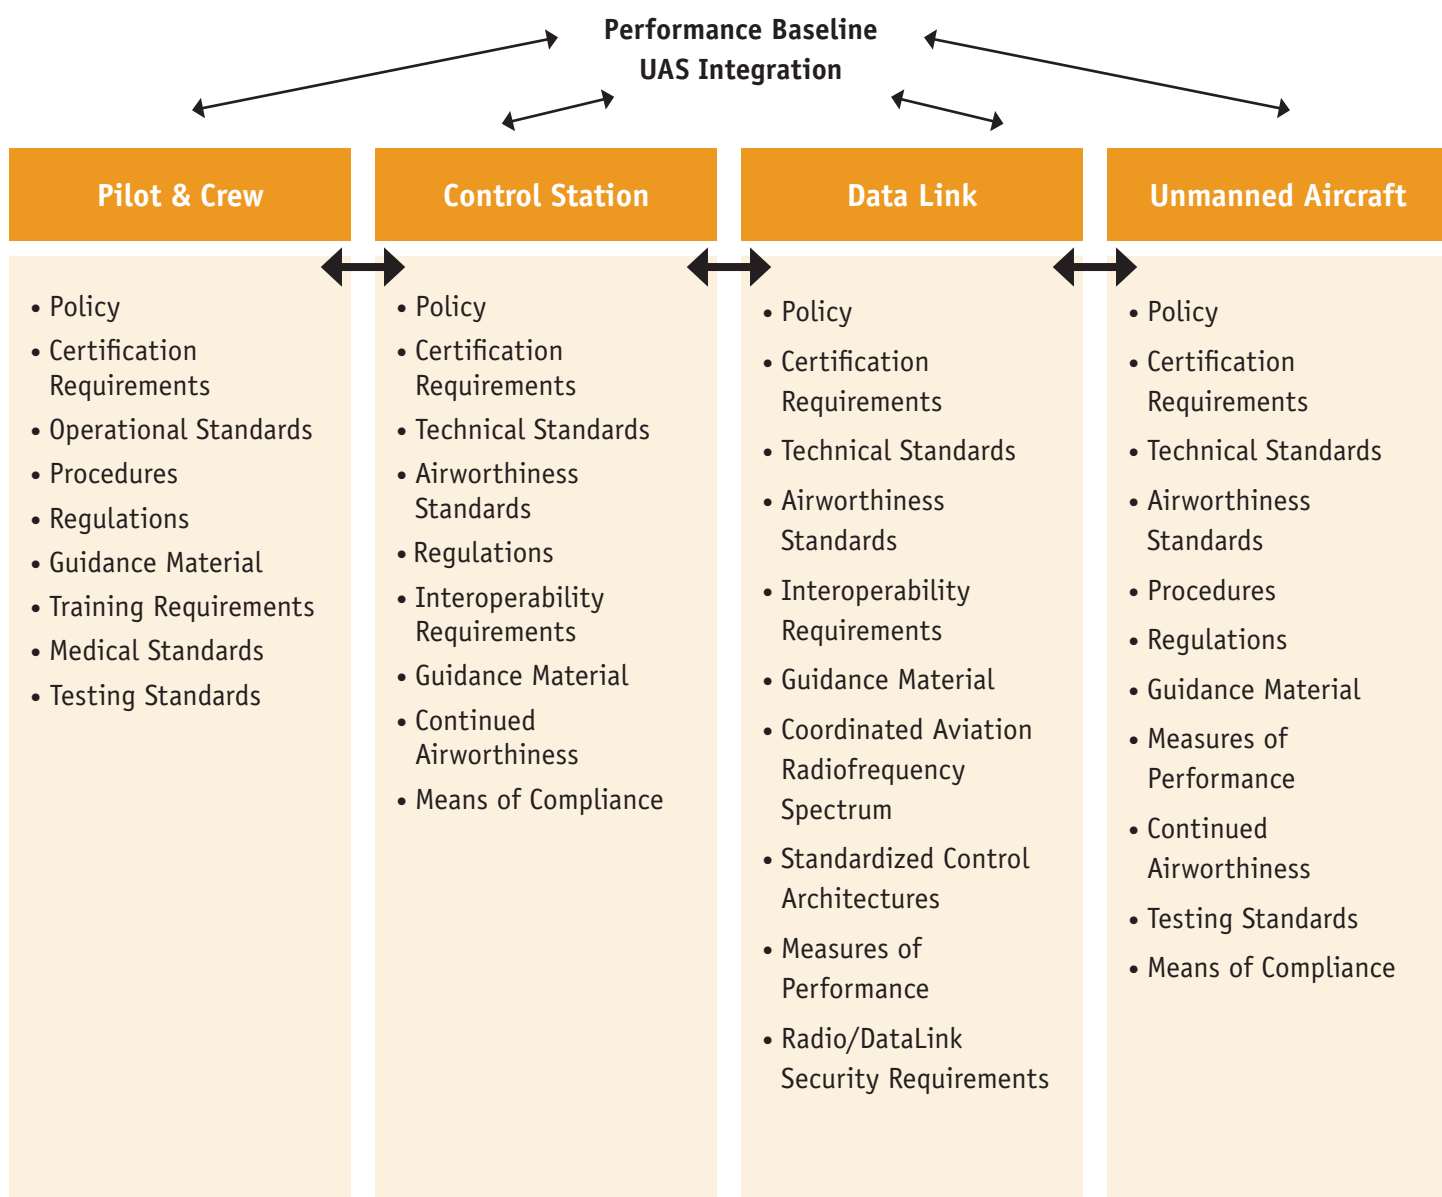 Performance Baseline
UAS Integration
Pilot & Crew
• Policy
• Certification
Requirements
• Operational Standards
• Procedures
• Regulations
• Guidance Material
• Training Requirements
• Medical Standards
• Testing Standards
Control Station
• Policy
• Certification
Requirements
• Technical Standards
• Airworthiness
Standards
• Regulations
• Interoperability
Requirements
• Guidance Material
• Continued
Airworthiness
• Means of Compliance
Data Link
• Policy
• Certification
Requirements
• Technical Standards
• Airworthiness
Standards
• Interoperability
Requirements
• Guidance Material
• Coordinated Aviation
Radiofrequency
Spectrum
• Standardized Control
Architectures
• Measures of
Performance
• Radio/DataLink
Security Requirements
Unmanned Aircraft
• Policy
• Certification
Requirements
• Technical Standards
• Airworthiness
Standards
• Procedures
• Regulations
• Guidance Material
• Measures of
Performance
• Continued
Airworthiness
• Testing Standards
• Means of Compliance